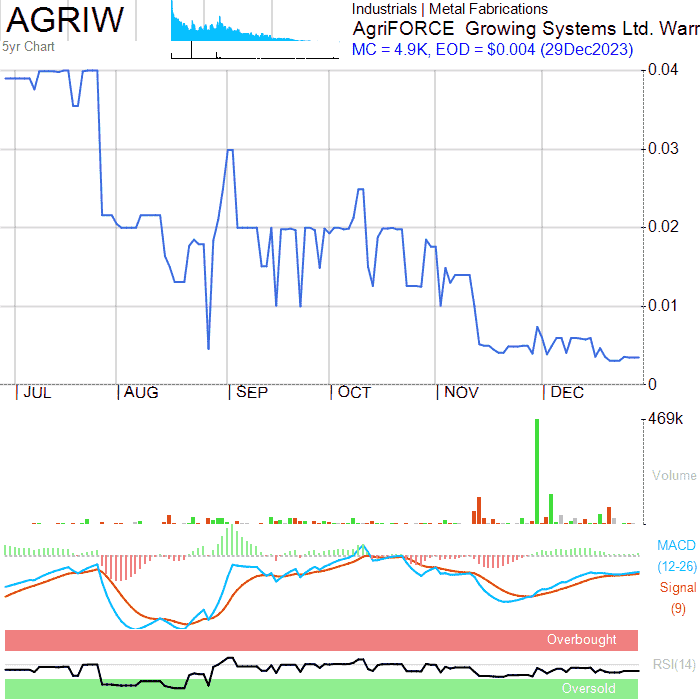 AGRIW
5yr Chart
Industrials | Metal Fabrications
AgriFORCE Growing Systems Ltd. Warr
MC = 4.9K, EOD = $0.004 (29Dec2023)
0.04
0.03
0.02
0.01
0
JUL
AUG
SEP
OCT
NOV
DEC
469K
Volume
MACD
(12-26)
Signal
(9)
Overbought
RSI(14)
Oversold